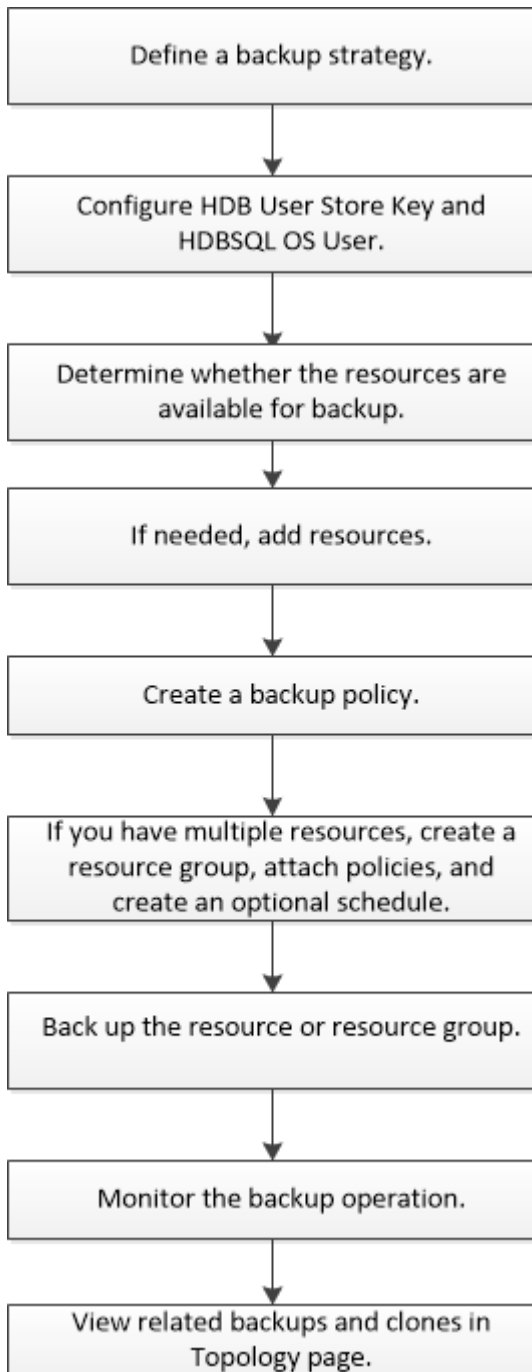 Define a backup strategy.
Configure HDB User Store Key and
HDBSQL OS User.
Determine whether the resources are
available for backup.
If needed, add resources.
Create a backup policy.
If you have multiple resources, create a
resource group, attach policies, and
create an optional schedule.
Back up the resource or resource group.
Monitor the backup operation.
View related backups and clones in
Topology page.